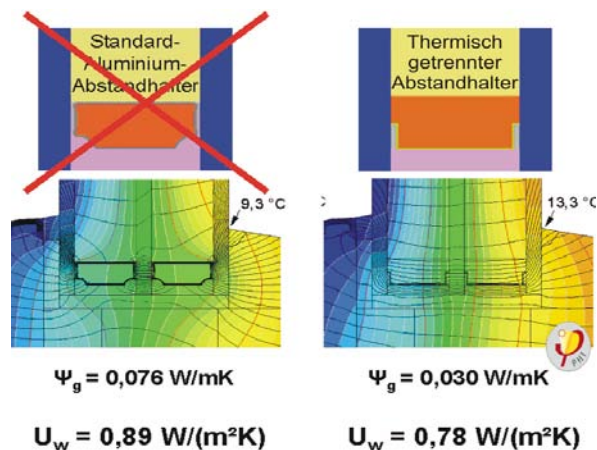 Standard-
Aluminium-
Abstandhalter
Thermisch
getrennter
Abstandhalter
9,3 °C
C
13,3 °C
PHI
Ψg = 0,076 W/mK
Ψg = 0,030 W/mK
Uw = 0,89 W/(m²K)
Uw = 0,78 W/(m²K)